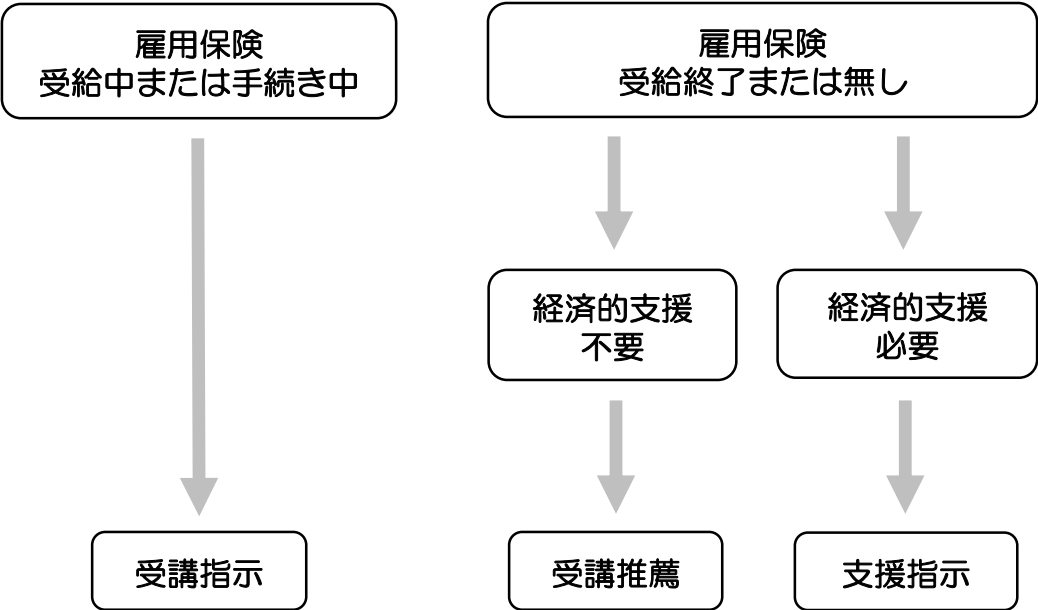 雇用保険
受給中または手続き中
雇用保険
受給終了または無し
経済的支援
不要
経済的支援
必要
受講指示
受講推薦
支援指示